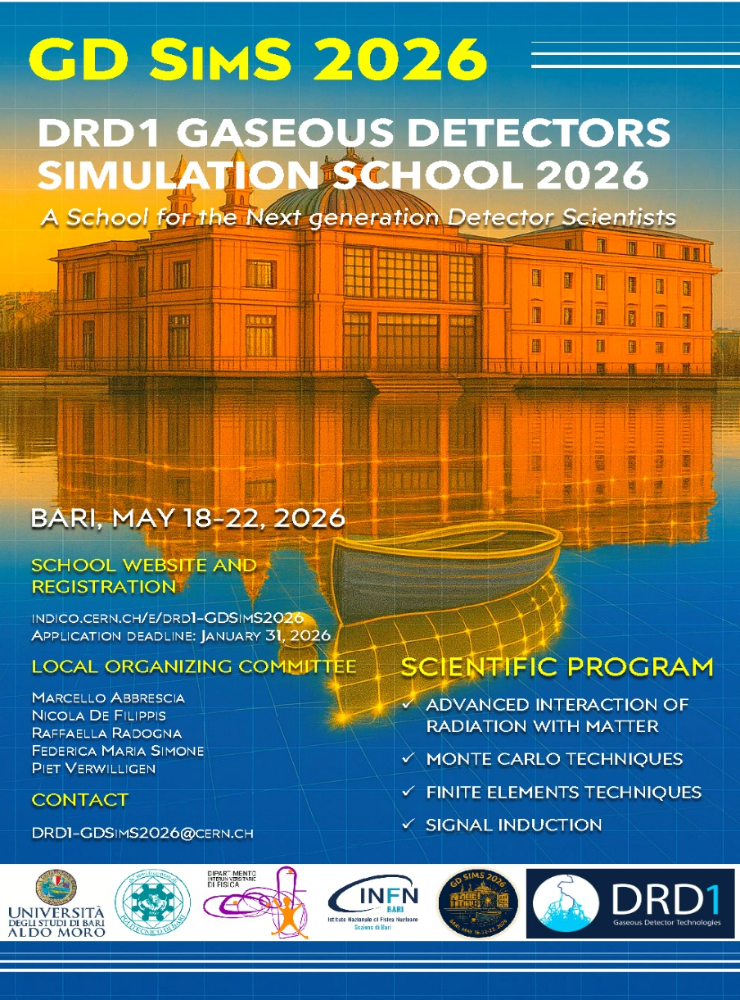 GD SimS 2026
DRD1 GASEOUS DETECTORS
SIMULATION SCHOOL 2026
A School for the Next generation Detector Scientists
BARI, MAY 18-22, 2026
SCHOOL WEBSITE AND
REGISTRATION
indico.cern.ch/e/drd1-GDSimS2026
Application deadline: January 31, 2026
LOCAL ORGANIZING COMMITTEE
Marcello Abbrescia
Nicola De Filippis
Raffaella Radogna
Federica Maria Simone
Piet Verwilligen
CONTACT
DRD1-GDSimS2026@cern.ch
SCIENTIFIC PROGRAM
✓ ADVANCED INTERACTION OF
RADIATION WITH MATTER
✓ MONTE CARLO TECHNIQUES
✓ FINITE ELEMENTS TECHNIQUES
✓ SIGNAL INDUCTION
UNIVERSITÀ
DEGLI STUDI DI BARI
ALDO MORO
POLITECNICO DI BARI
DIPARTIMENTO
INTERUNIVERSITARIO
DI FISICA
INFN
BARI
Istituto Nazionale di Fisica Nucleare
Sezione di Bari
GD SIMS 2026
DRD1
Gaseous Detector Technologies